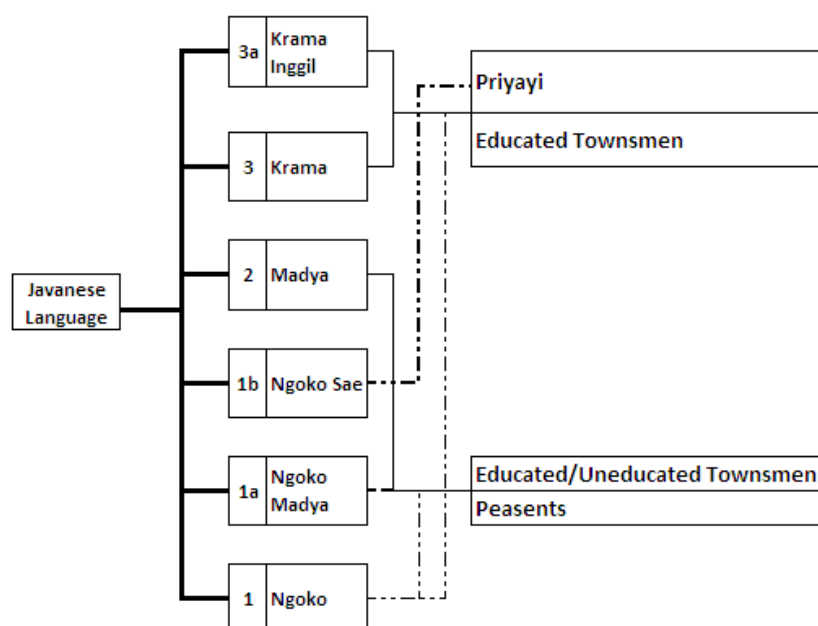 3a
Krama
Inggil
Priyayi
Educated Townsmen
3
Krama
2
Madya
Javanese
Language
1b
Ngoko Sae
1a
Ngoko
Madya
Educated/Uneducated Townsmen
Peasents
1
Ngoko